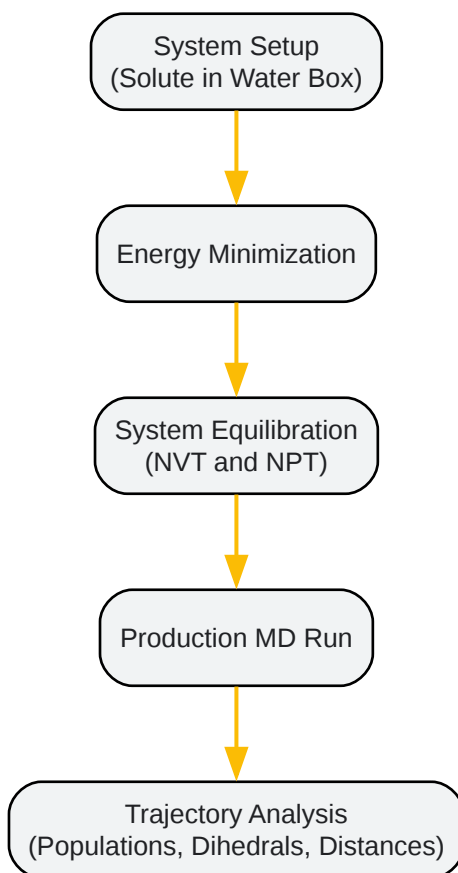 System Setup
(Solute in Water Box)
Energy Minimization
System Equilibration
(NVT and NPT)
Production MD Run
Trajectory Analysis
(Populations, Dihedrals, Distances)